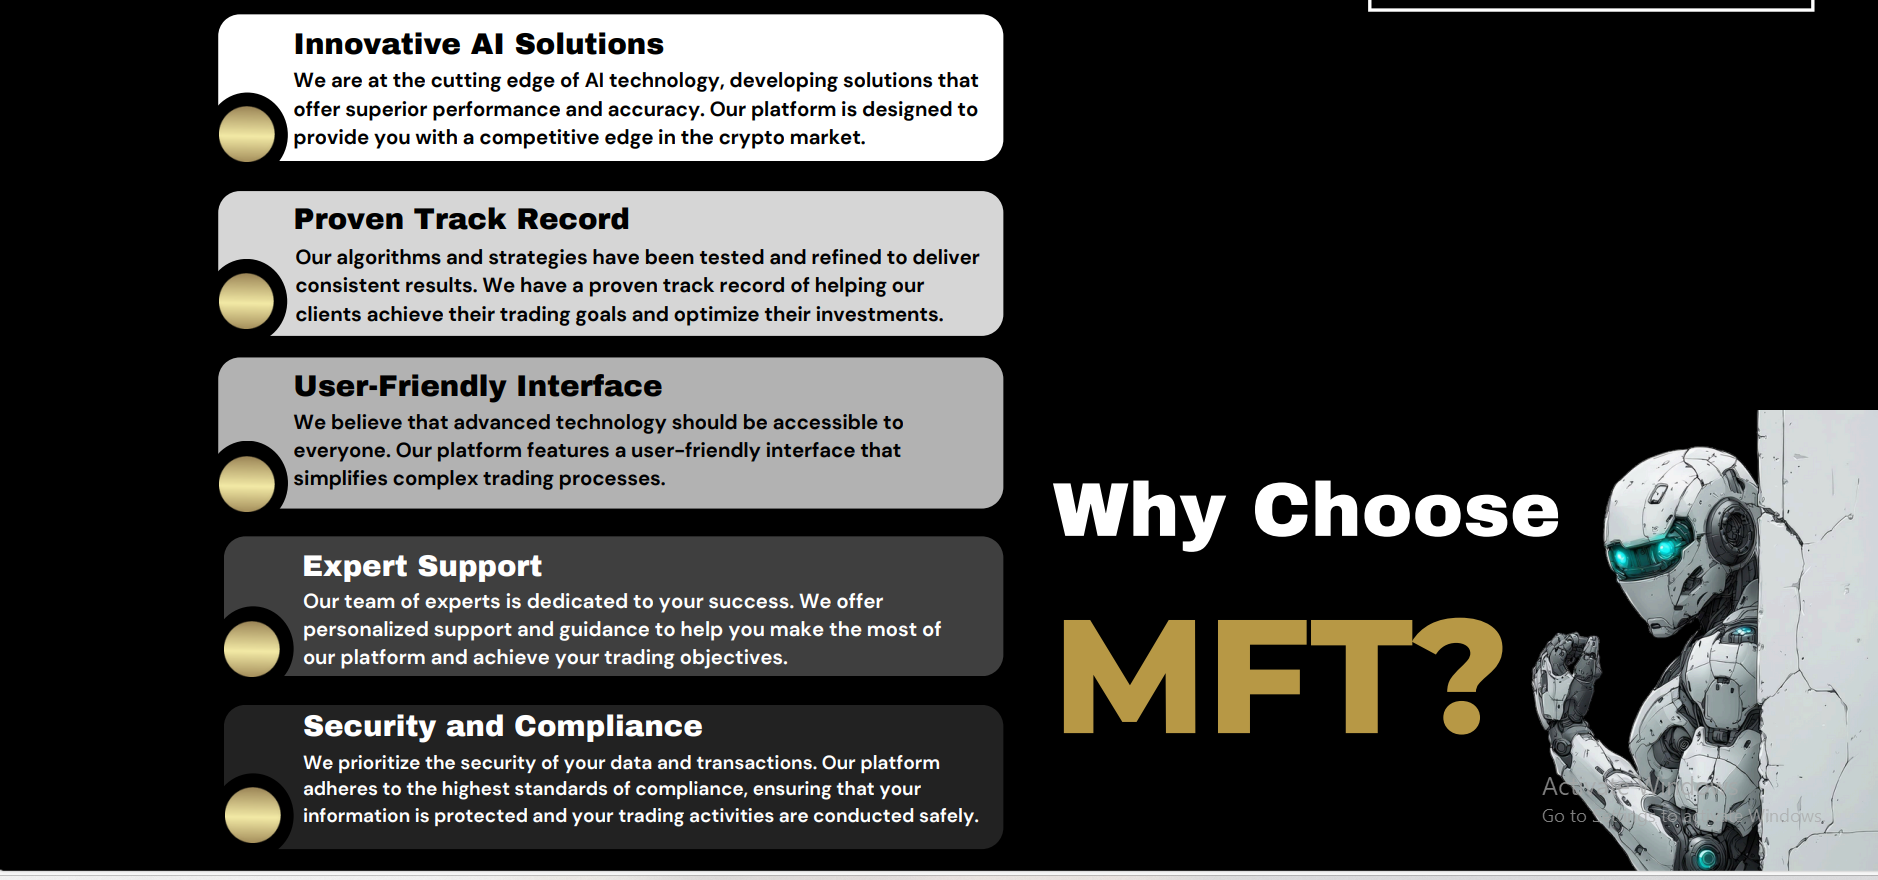 Innovative AI Solutions
We are at the cutting edge of AI technology, developing solutions that
offer superior performance and accuracy. Our platform is designed to
provide you with a competitive edge in the crypto market.
Proven Track Record
Our algorithms and strategies have been tested and refined to deliver
consistent results. We have a proven track record of helping our
clients achieve their trading goals and optimize their investments.
User-Friendly Interface
We believe that advanced technology should be accessible to
everyone. Our platform features a user-friendly interface that
simplifies complex trading processes.
Expert Support
Our team of experts is dedicated to your success. We offer
personalized support and guidance to help you make the most of
our platform and achieve your trading objectives.
Security and Compliance
We prioritize the security of your data and transactions. Our platform
adheres to the highest standards of compliance, ensuring that your
information is protected and your trading activities are conducted safely.
Why Choose
MFT?
Activate Windows
Go to Settings to activate Windows.